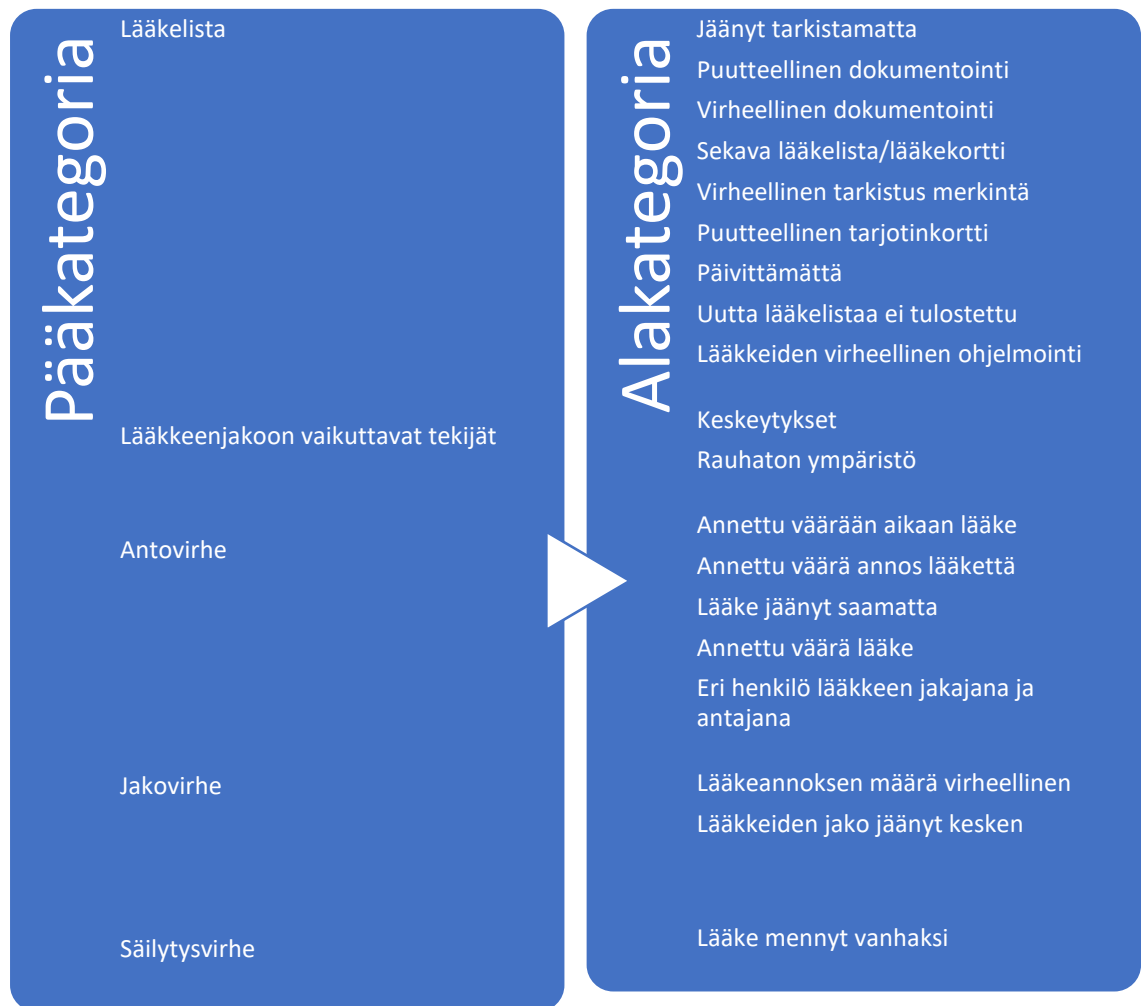 Pääkategoria
Lääkelista
Lääkkeenjakoon vaikuttavat tekijät
Antovirhe
Jakovirhe
Säilytysvirhe
Alakategoria
Jäänyt tarkistamatta
Puutteellinen dokumentointi
Virheellinen dokumentointi
Sekava lääkelista/lääkekortti
Virheellinen tarkistus merkintä
Puutteellinen tarjotinkortti
Päivittämättä
Uutta lääkelistaa ei tulostettu
Lääkkeiden virheellinen ohjelmointi
Keskeytykset
Rauhaton ympäristö
Annettu väärään aikaan lääke
Annettu väärä annos lääkettä
Lääke jäänyt saamatta
Annettu väärä lääke
Eri henkilö lääkkeen jakajana ja
antajana
Lääkeannoksen määrä virheellinen
Lääkkeiden jako jäänyt kesken
Lääke mennyt vanhaksi